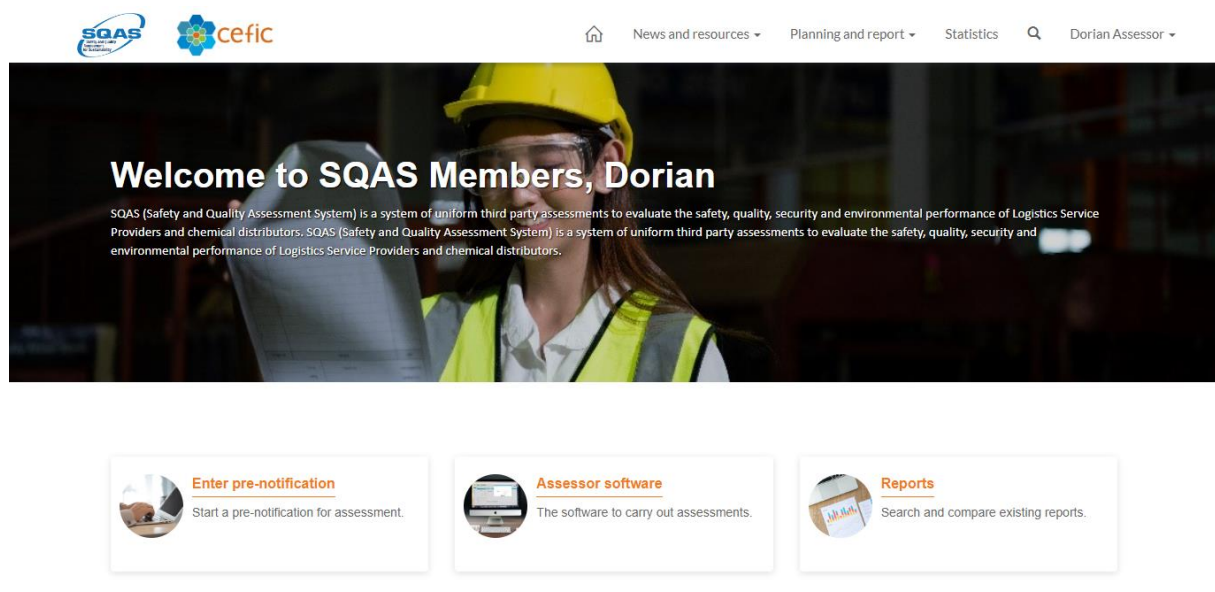 SQAS
cefic
News and resources
Planning and report
Statistics
Dorian Assessor
Welcome to SQAS Members, Dorian
SQAS (Safety and Quality Assessment System) is a system of uniform third party assessments to evaluate the safety, quality, security and environmental performance of Logistics Service
Providers and chemical distributors. SQAS (Safety and Quality Assessment System) is a system of uniform third party assessments to evaluate the safety, quality, security and
environmental performance of Logistics Service Providers and chemical distributors.
Enter pre-notification
Start a pre-notification for assessment.
Assessor software
The software to carry out assessments.
Reports
Search and compare existing reports.